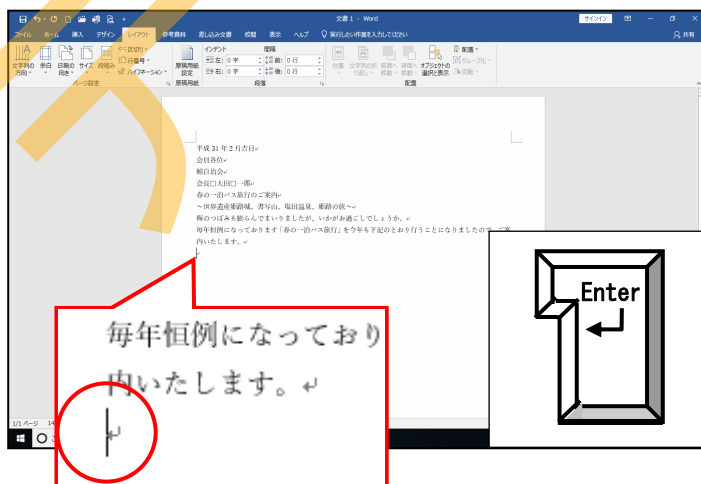 文書 1 - Word
サインイン
ファイル ホーム 挿入 デザイン レイアウト 参考資料 差し込み文書 校閲 表示 ヘルプ 実行したい作業を入力してください
共有
文字列の方向 余白 印刷の向き サイズ 段組み
区切り
行番号
ハイフネーション
ページ設定
原稿用紙設定
原稿用紙
インデント 間隔
左: 0 字 前: 0 行
右: 0 字 後: 0 行
段落
位置 文字列の折り返し 前面へ移動 背面へ移動 オブジェクトの選択と表示
配置
グループ化
回転
配置
平成 31 年 2 月吉日↵
会員各位↵
鯨自治会↵
会長□太田□一郎↵
春の一泊バス旅行のご案内↵
～世界遺産姫路城、書写山、塩田温泉、姫路の旅～↵
梅のつぼみも膨らんでまいりましたが、いかがお過ごしでしょうか。↵
毎年恒例になっております「春の一泊バス旅行」を今年も下記のとおり行うことになりましたので、ご案
内いたします。↵
↵
毎年恒例になっており
内いたします。↵
↵
Enter
1/1 ページ